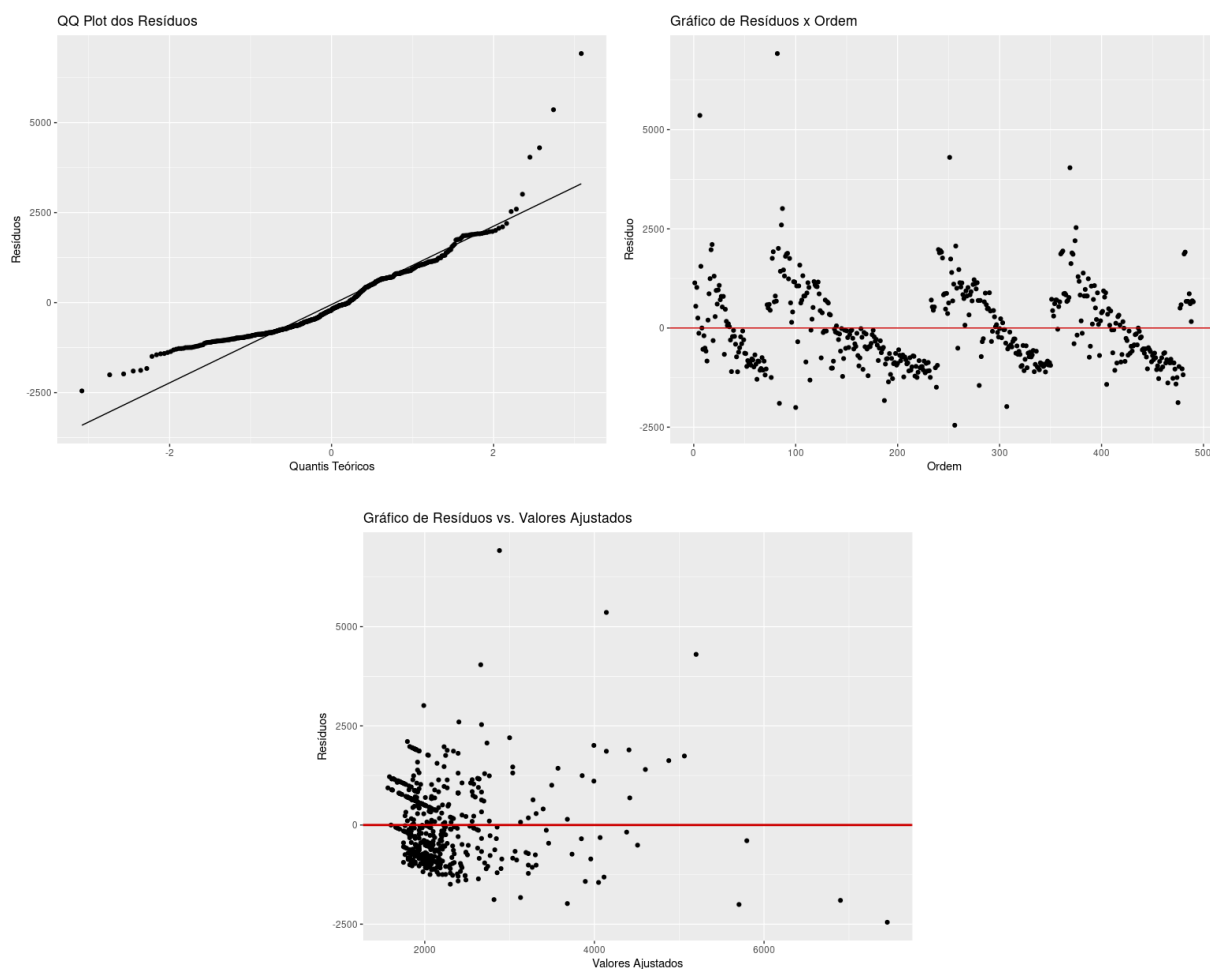 QQ Plot dos Resíduos
Resíduos
5000
2500
0
-2500
-2
0
2
Quantis Teóricos
Gráfico de Resíduos x Ordem
Resíduo
5000
2500
0
-2500
0
100
200
300
400
500
Ordem
Gráfico de Resíduos vs. Valores Ajustados
Resíduos
5000
2500
0
-2500
2000
4000
6000
Valores Ajustados